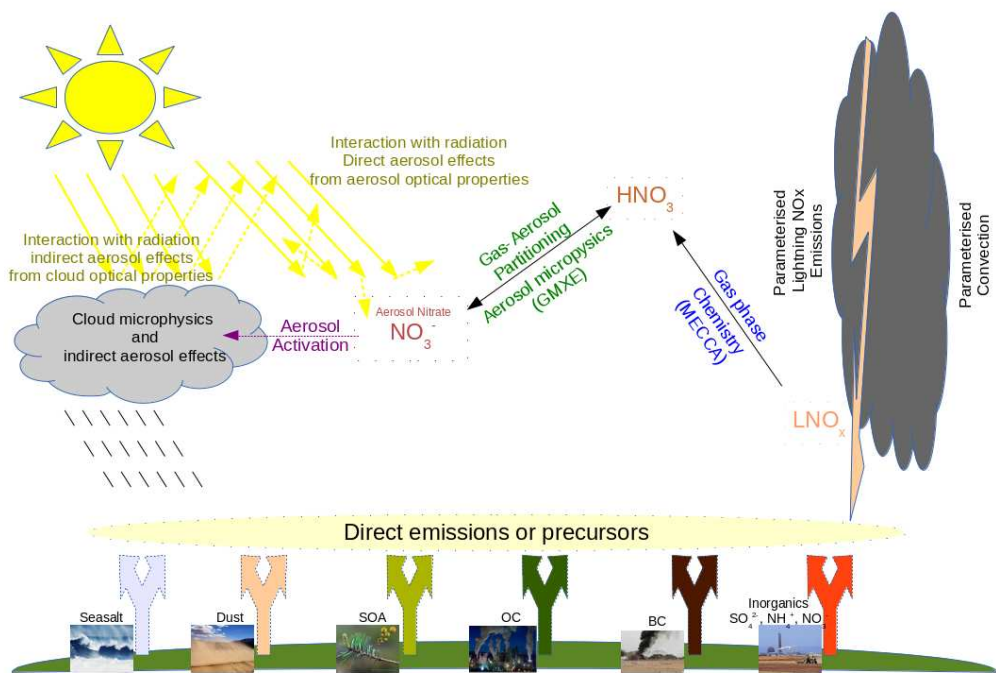 Interaction with radiation
Direct aerosol effects
from aerosol optical properties
HNO3
Parameterised
Lightning NOx
Emissions
Parameterised
Convection
Interaction with radiation
indirect aerosol effects
from cloud optical properties
Gas-Aerosol
Partitioning
Aerosol micropysics
(GMXE)
Gas phase
Chemistry
(MECCA)
Cloud microphysics
and
indirect aerosol effects
Aerosol
Activation
Aerosol Nitrate
NO3-
LNOx
Direct emissions or precursors
Seasalt
Dust
SOA
OC
BC
Inorganics
SO4 2-, NH4+, NO3-